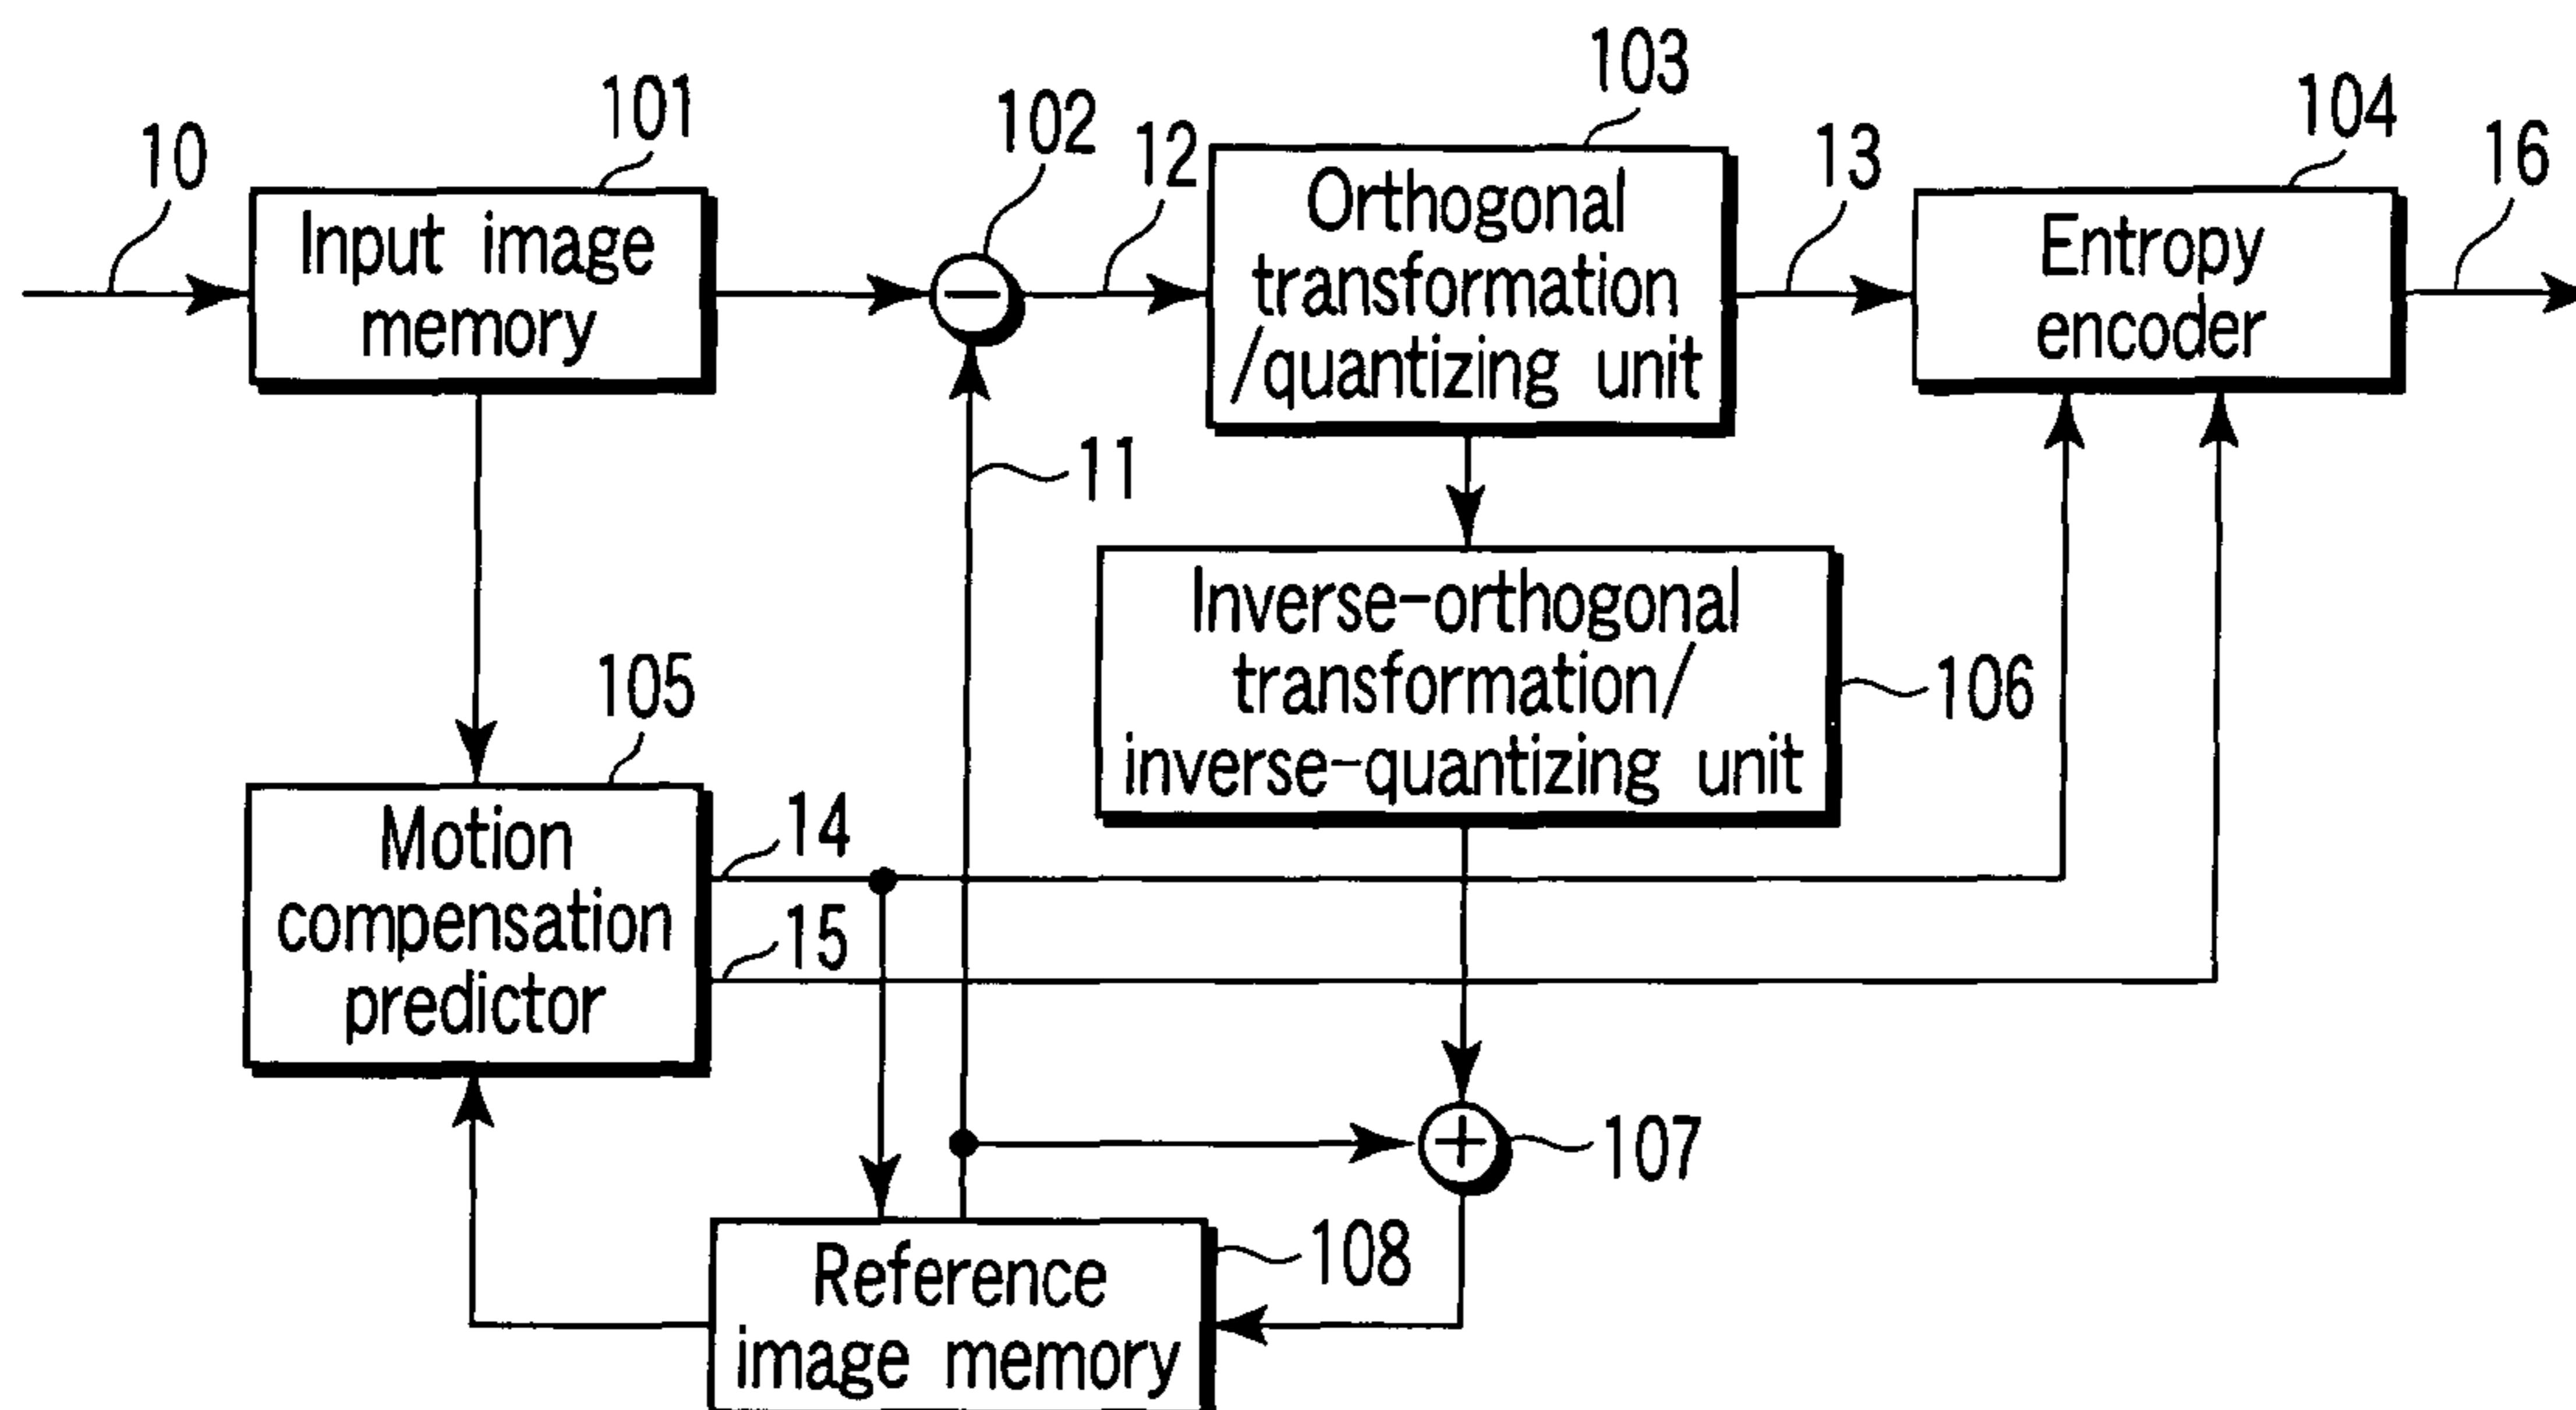 103
101
102
104
10
12
13
16
Input image
memory
−
Orthogonal
transformation
/quantizing unit
Entropy
encoder
11
Inverse-orthogonal
transformation/
inverse-quantizing unit
106
105
Motion
compensation
predictor
14
15
+
107
108
Reference
image memory